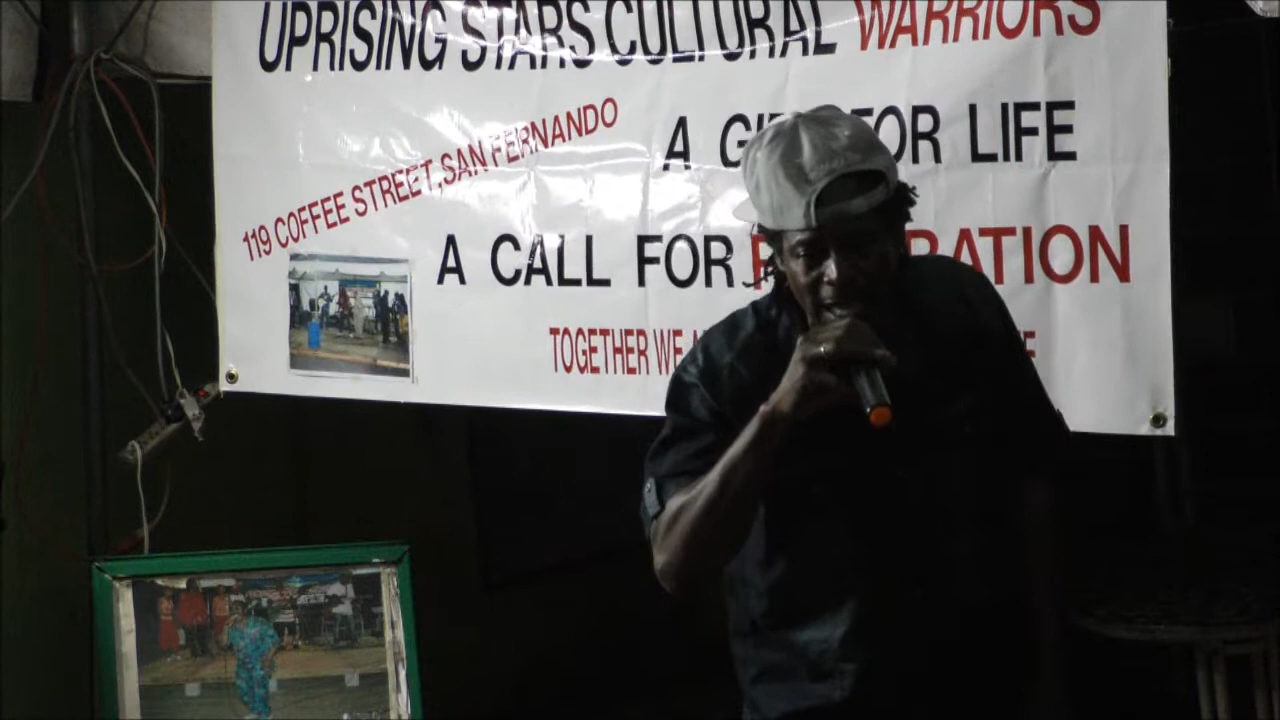 UPRISING STARS CULTURAL WARRIORS
119 COFFEE STREET, SAN FERNANDO
A FOR LIFE
A CALL FOR
TOGETHER WE